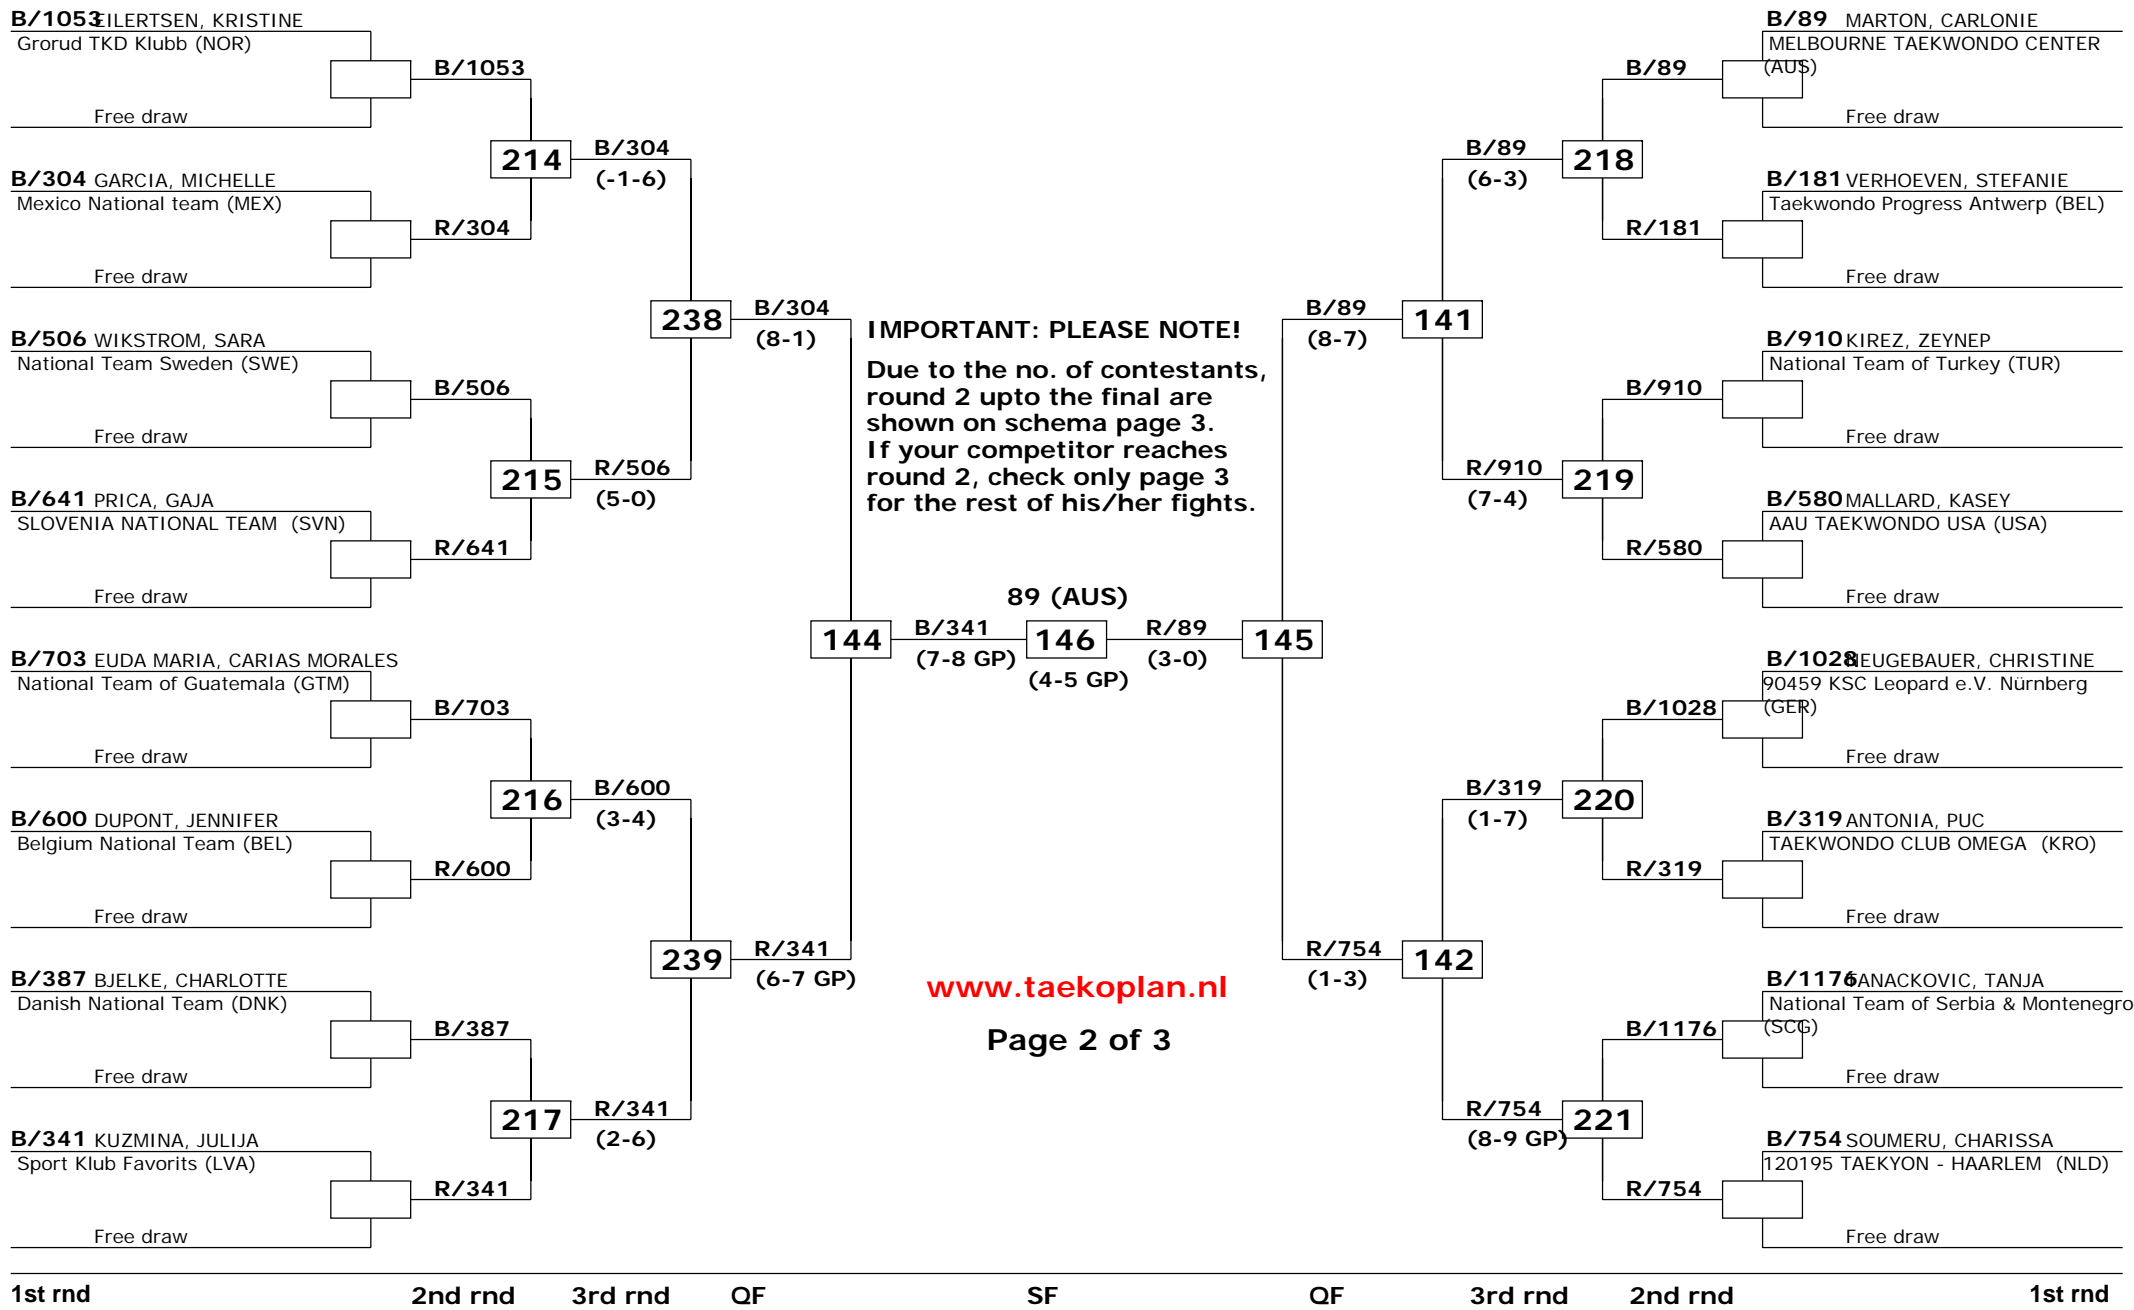 B/1053 EILERTSEN, KRISTINE
Grorud TKD Klubb (NOR)
B/1053
Free draw
214
B/304
(-1-6)
B/304 GARCIA, MICHELLE
Mexico National team (MEX)
R/304
Free draw
238
B/304
(8-1)
B/506 WIKSTROM, SARA
National Team Sweden (SWE)
B/506
Free draw
215
R/506
(5-0)
B/641 PRICA, GAJA
SLOVENIA NATIONAL TEAM (SVN)
R/641
Free draw
144
B/341
(7-8 GP)
B/703 EUDA MARIA, CARIAS MORALES
National Team of Guatemala (GTM)
B/703
Free draw
216
B/600
(3-4)
B/600 DUPONT, JENNIFER
Belgium National Team (BEL)
R/600
Free draw
239
R/341
(6-7 GP)
B/387 BJELKE, CHARLOTTE
Danish National Team (DNK)
B/387
Free draw
217
R/341
(2-6)
B/341 KUZMINA, JULIJA
Sport Klub Favorits (LVA)
R/341
Free draw
IMPORTANT: PLEASE NOTE!
Due to the no. of contestants,
round 2 upto the final are
shown on schema page 3.
If your competitor reaches
round 2, check only page 3
for the rest of his/her fights.
89 (AUS)
146
(4-5 GP)
www.taekoplan.nl
Page 2 of 3
B/89 MARTON, CARLONIE
MELBOURNE TAEKWONDO CENTER
(AUS)
B/89
Free draw
B/89
(6-3)
218
B/181 VERHOEVEN, STEFANIE
Taekwondo Progress Antwerp (BEL)
R/181
Free draw
B/89
(8-7)
141
B/910 KIREZ, ZEYNEP
National Team of Turkey (TUR)
B/910
Free draw
R/910
(7-4)
219
B/580 MALLARD, KASEY
AAU TAEKWONDO USA (USA)
R/580
Free draw
R/89
(3-0)
145
B/1028 NEUGEBAUER, CHRISTINE
90459 KSC Leopard e.V. Nürnberg
(GER)
B/1028
Free draw
B/319
(1-7)
220
B/319 ANTONIA, PUC
TAEKWONDO CLUB OMEGA (KRO)
R/319
Free draw
R/754
(1-3)
142
B/1176 TANACKOVIC, TANJA
National Team of Serbia & Montenegro
(SCG)
B/1176
Free draw
R/754
(8-9 GP)
221
B/754 SOUMERU, CHARISSA
120195 TAEKYON - HAARLEM (NLD)
R/754
Free draw
1st rnd 2nd rnd 3rd rnd QF SF QF 3rd rnd 2nd rnd 1st rnd